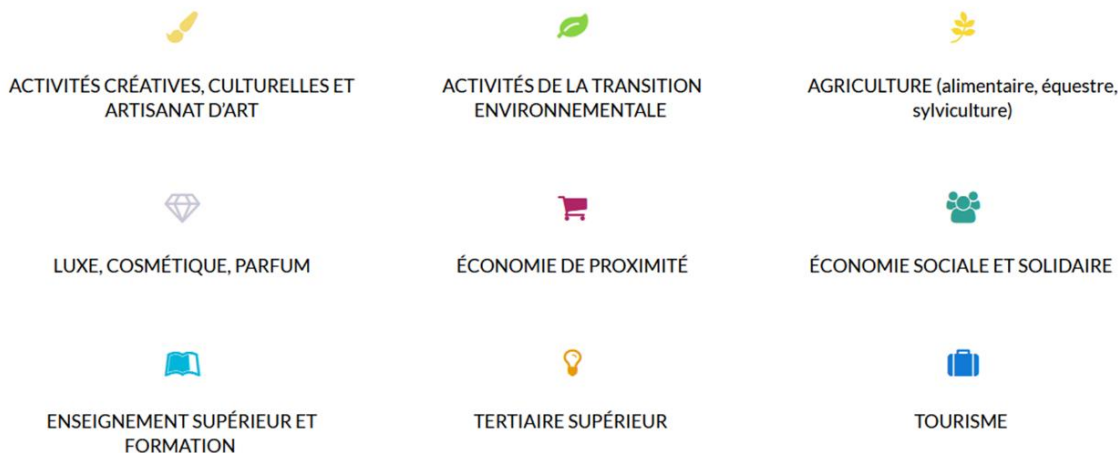 ACTIVITÉS CRÉATIVES, CULTURELLES ET
ARTISANAT D'ART
ACTIVITÉS DE LA TRANSITION
ENVIRONNEMENTALE
AGRICULTURE (alimentaire, équestre,
sylviculture)
LUXE, COSMÉTIQUE, PARFUM
ÉCONOMIE DE PROXIMITÉ
ÉCONOMIE SOCIALE ET SOLIDAIRE
ENSEIGNEMENT SUPÉRIEUR ET
FORMATION
TERTIAIRE SUPÉRIEUR
TOURISME